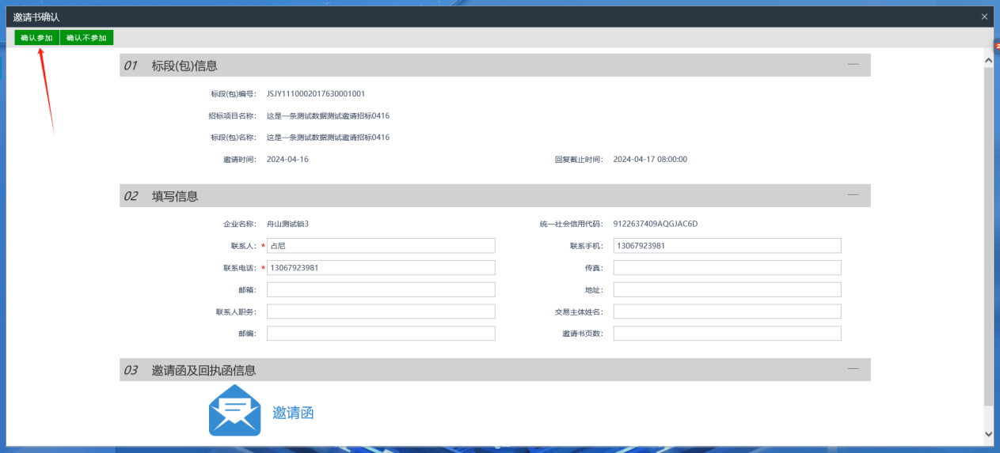 邀请书确认
确认参加 确认不参加
01 标段(包)信息
标段(包)编号: JSJY1110002017630001001
招标项目名称: 这是一条测试数据测试邀请招标0416
标段(包)名称: 这是一条测试数据测试邀请招标0416
邀请时间: 2024-04-16 回复截止时间: 2024-04-17 08:00:00
02 填写信息
企业名称: 舟山测试锁3 统一社会信用代码: 9122637409AQGJAC6D
联系人: * 占尼 联系手机: 13067923981
联系电话: * 13067923981 传真:
邮箱: 地址:
联系人职务: 交易主体姓名:
邮编: 邀请书页数:
03 邀请函及回执函信息
邀请函